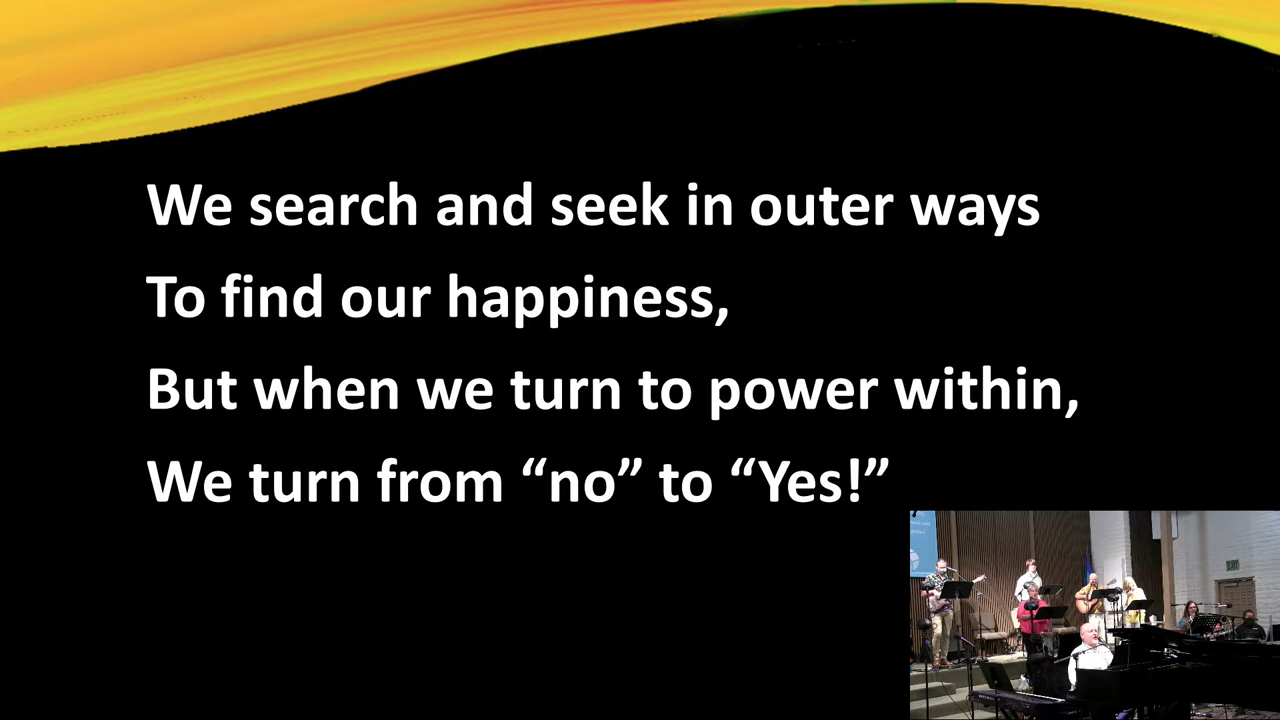 We search and seek in outer ways
To find our happiness,
But when we turn to power within,
We turn from “no” to “Yes!”
EXIT